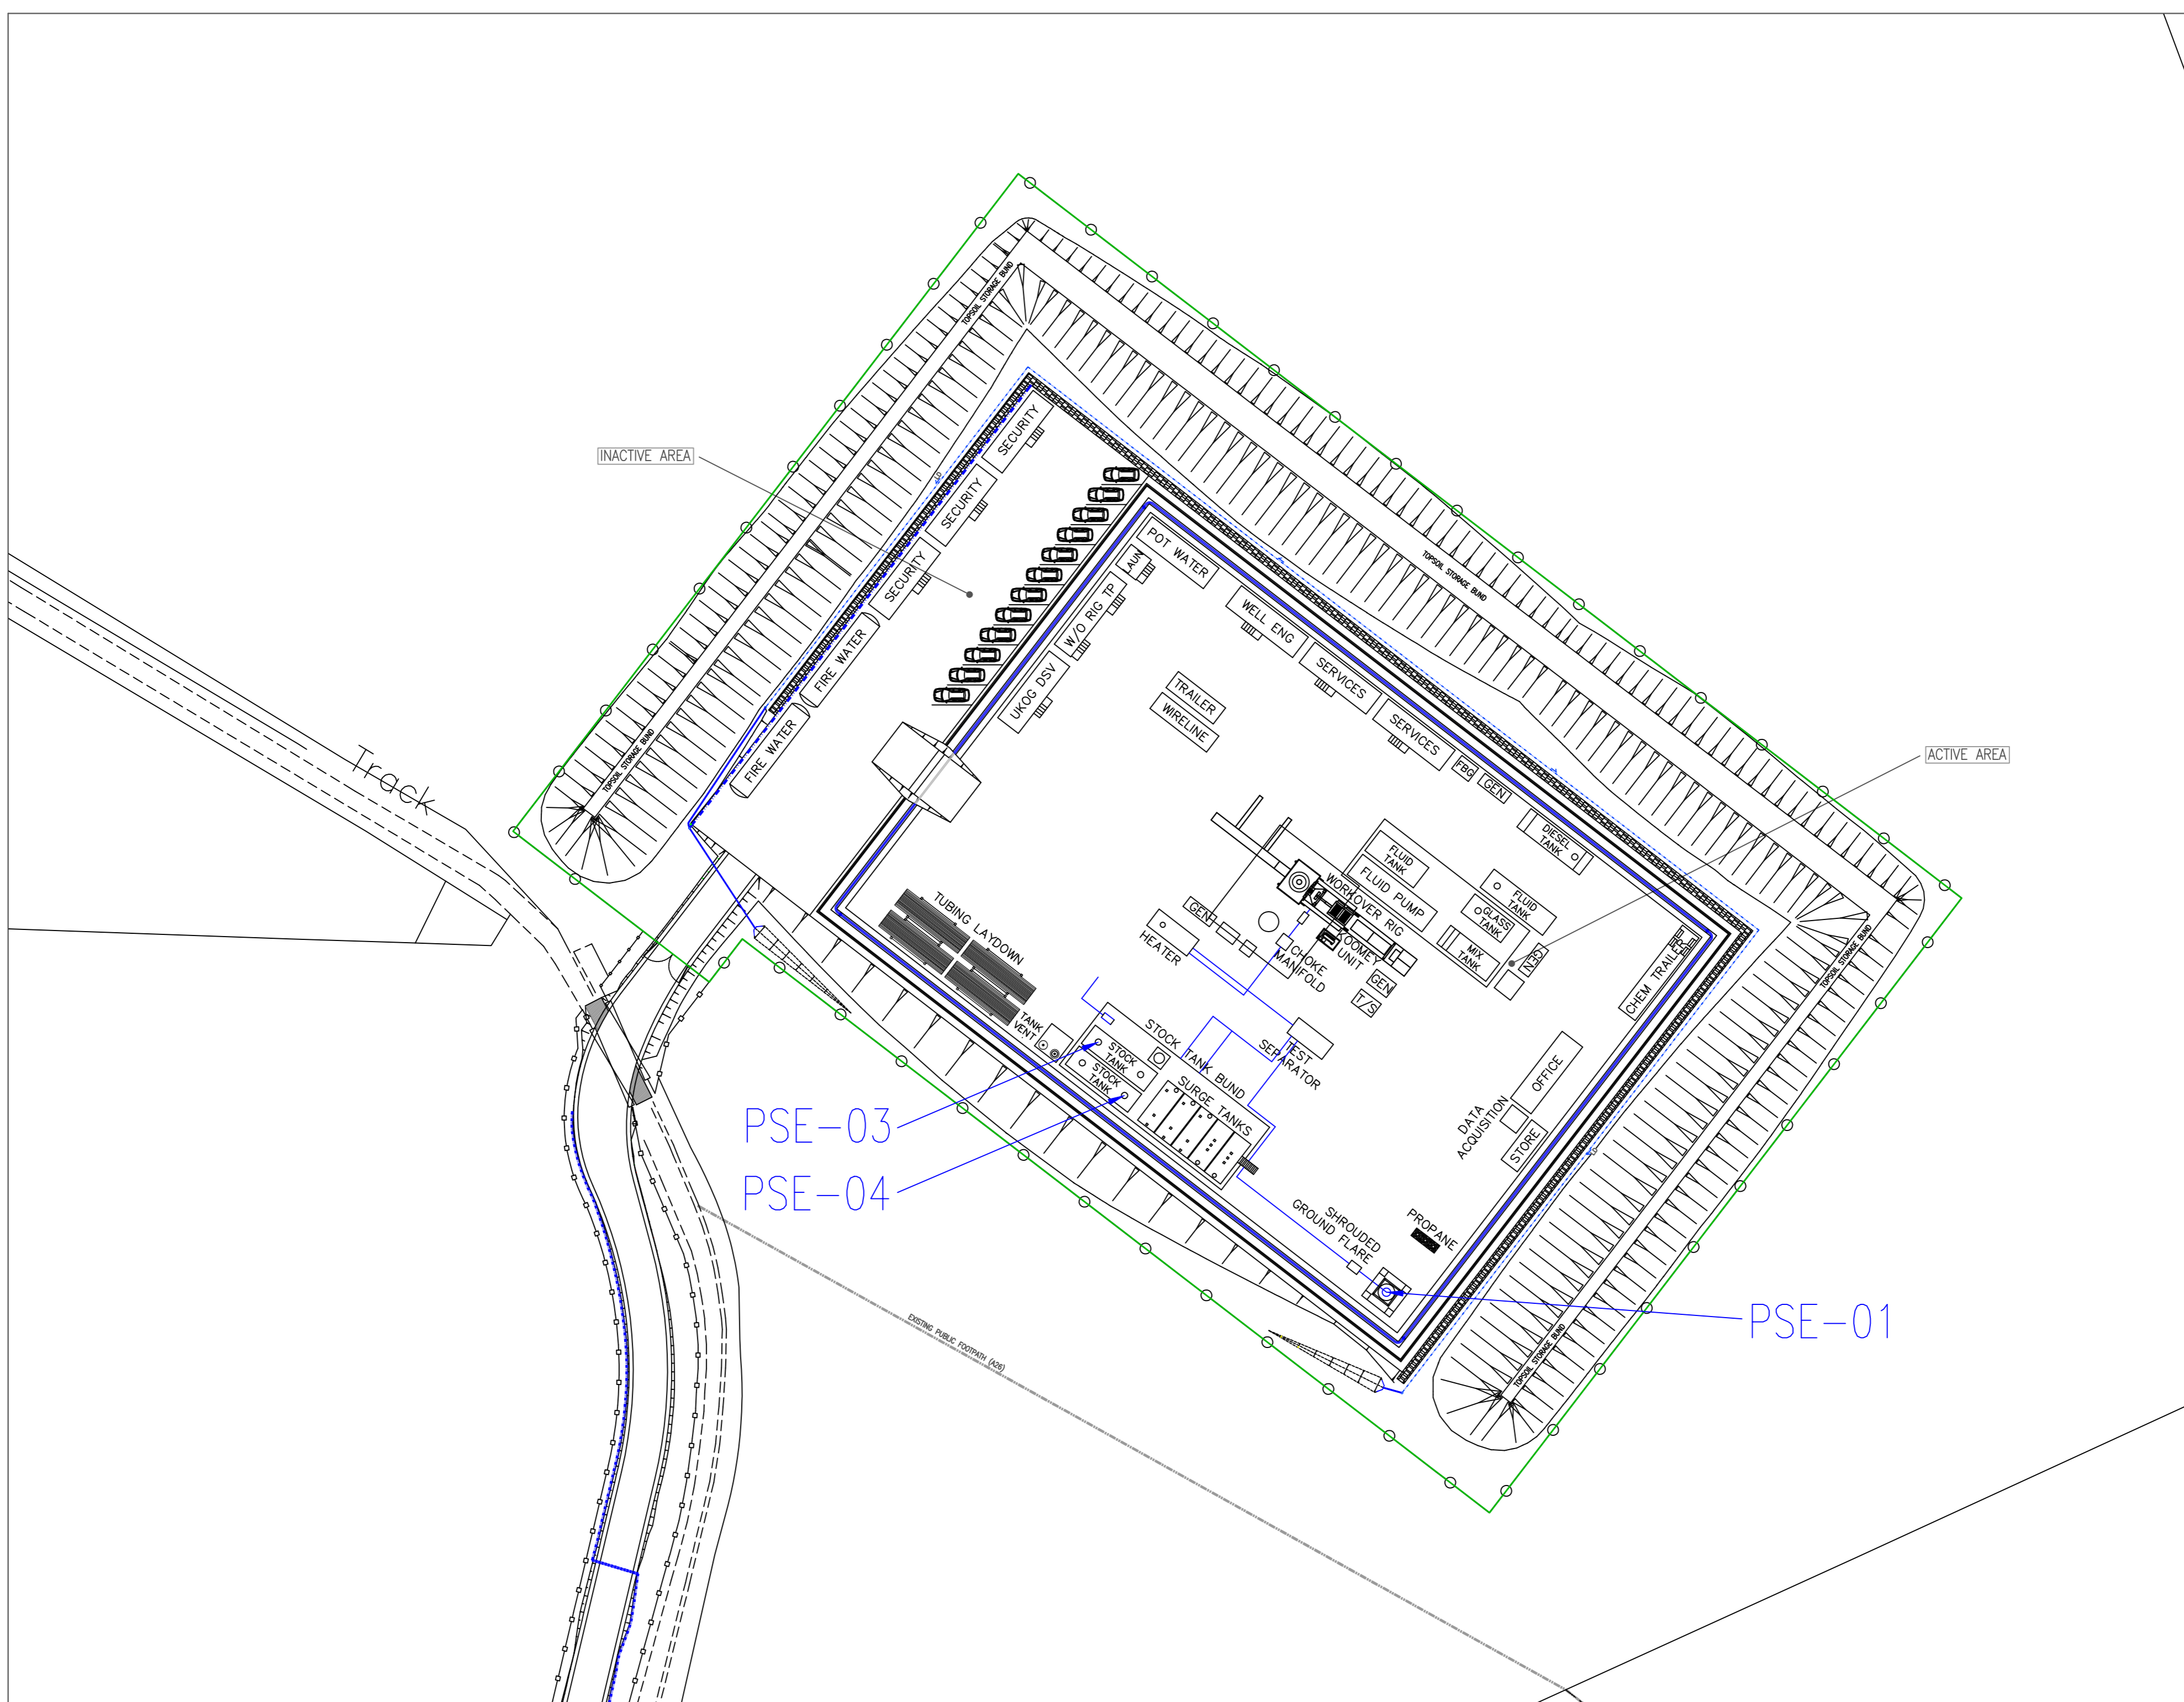 INACTIVE AREA
ACTIVE AREA
Track
TOPSOIL STORAGE BUND
TOPSOIL STORAGE BUND
TOPSOIL STORAGE BUND
TOPSOIL STORAGE BUND
TOPSOIL STORAGE BUND
SECURITY
SECURITY
SECURITY
FIRE WATER
FIRE WATER
POT WATER
LAUN
W/O RIG TP
UKOG DSV
WELL ENG
SERVICES
SERVICES
FBG
GEN
TRAILER
WIRELINE
DIESEL
TANK
FLUID
TANK
FLUID PUMP
WORKOVER RIG
FLUID
TANK
GLASS
TANK
MIX
TANK
GEN
CHEM TRAILER
TUBING LAYDOWN
GEN
HEATER
CHOKE
MANIFOLD
KOOMEY
UNIT
GEN
T/S
TANK
VENT
STOCK
TANK
STOCK
TANK
STOCK TANK BUND
SURGE TANKS
TEST
SEPARATOR
OFFICE
DATA
ACQUISITION
STORE
PROPANE
SHROUDED
GROUND FLARE
PSE-03
PSE-04
PSE-01
EXISTING PUBLIC FOOTPATH (A26)